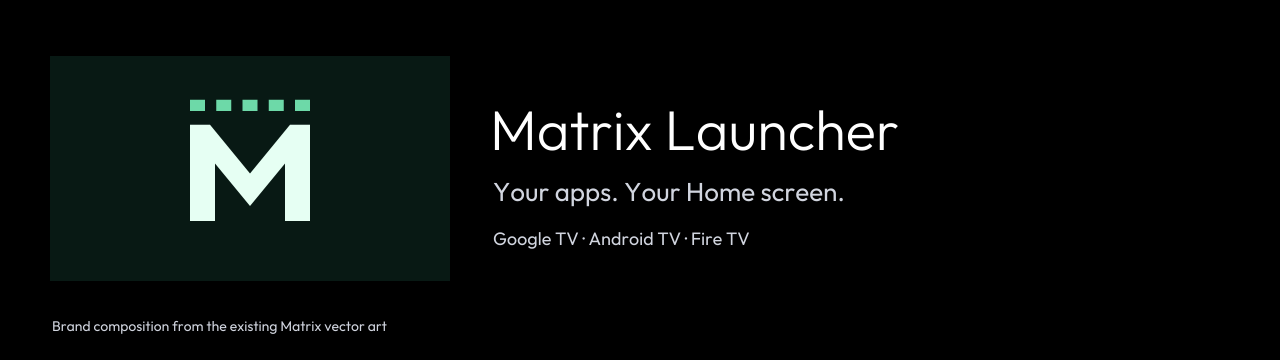 M
Matrix Launcher
Your apps. Your Home screen.
Google TV · Android TV · Fire TV
Brand composition from the existing Matrix vector art